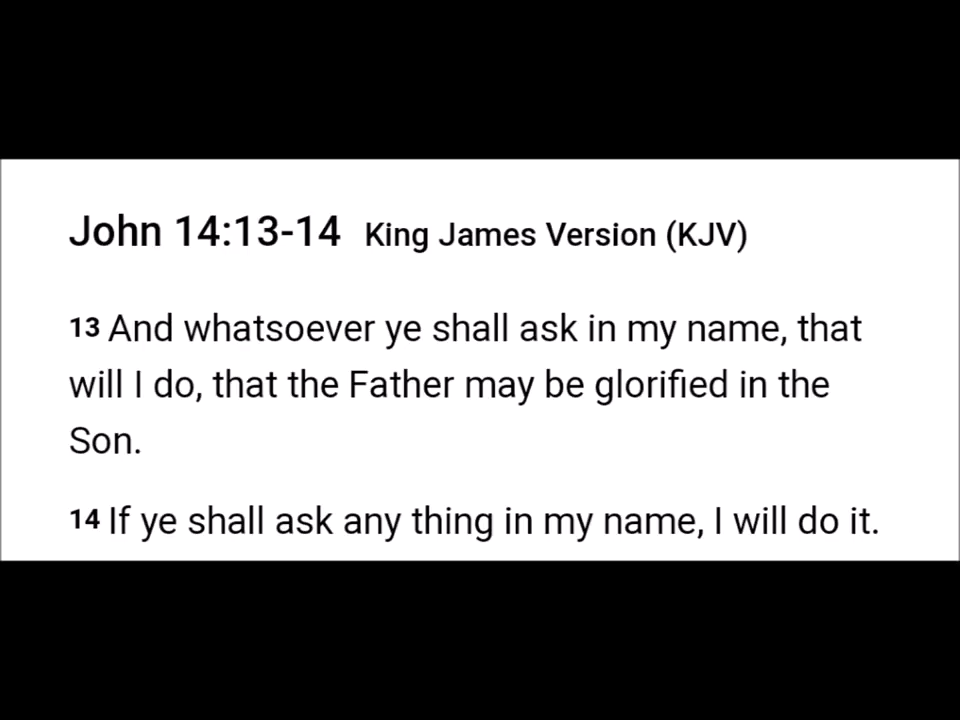 John 14:13-14 King James Version (KJV)
13 And whatsoever ye shall ask in my name, that
will I do, that the Father may be glorified in the
Son.
14 If ye shall ask any thing in my name, I will do it.